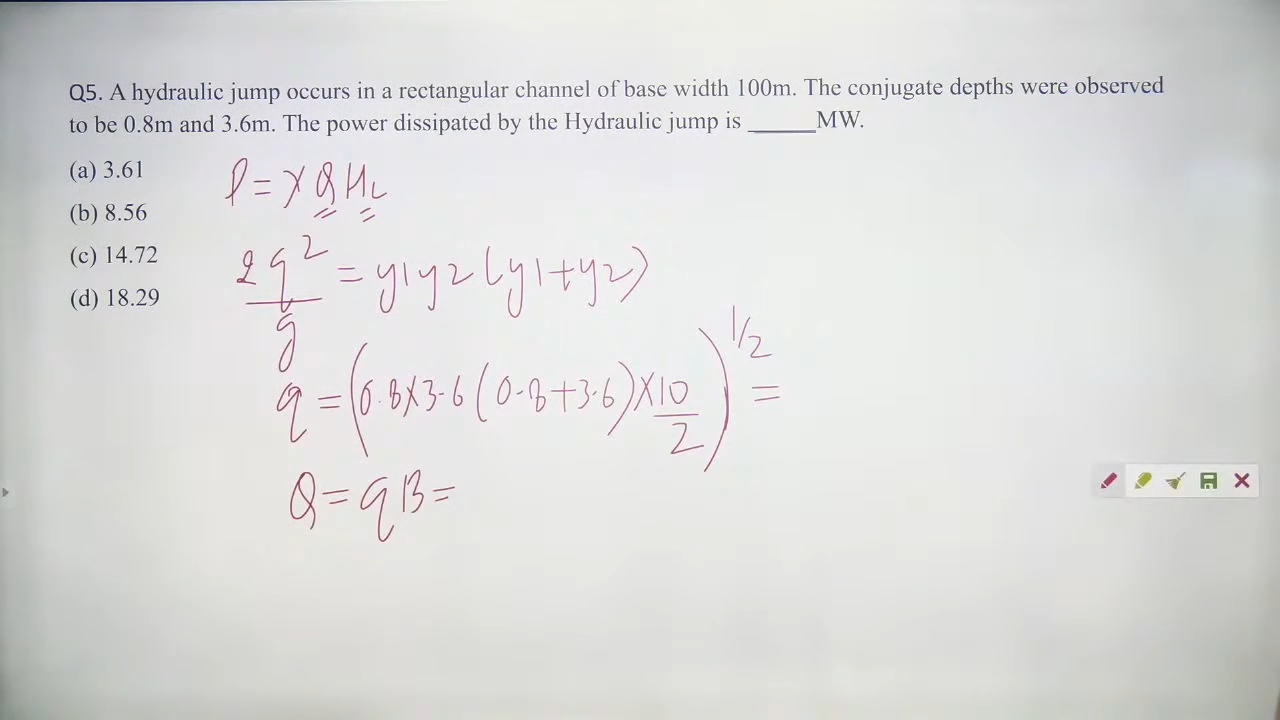 Q5. A hydraulic jump occurs in a rectangular channel of base width 100m. The conjugate depths were observed
to be 0.8m and 3.6m. The power dissipated by the Hydraulic jump is ______MW.
(a) 3.61
(b) 8.56
(c) 14.72
(d) 18.29
P = γ Q HL
2q²/g = y1y2(y1+y2)
q = (0.8×3.6(0.8+3.6)×10/2)^1/2 =
Q = qB =